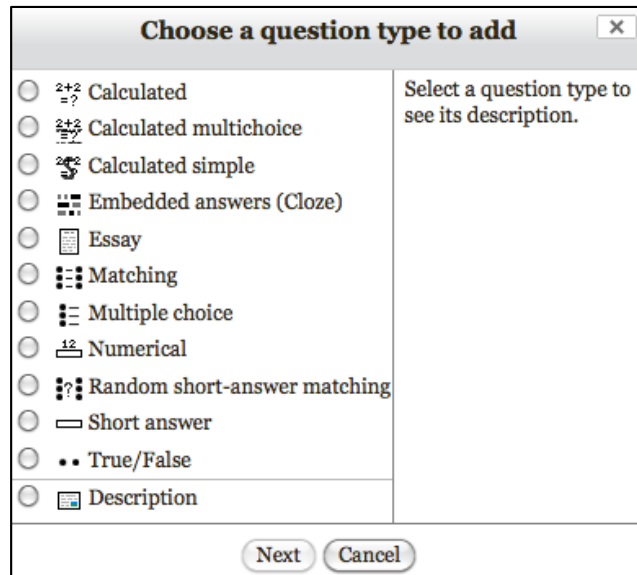 Choose a question type to add
Calculated
Calculated multichoice
Calculated simple
Embedded answers (Cloze)
Essay
Matching
Multiple choice
12 Numerical
Random short-answer matching
Short answer
True/False
Description
Select a question type to
see its description.
Next Cancel